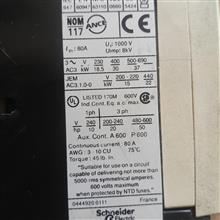 NOM
117
ANCE
Ith : 80A
Ui 1000 V
Uimp : 8kV
3 V 230 400 500-690
AC3 kW 18.5 30 37
JEM V 200-220 440
AC3.1.0-0 kW 15 22
LISTED 170M 600V
Ind. Cont. Eq. a.c. max.
1ph 3 ph
V 240 200-240 480-600
hp 10 20 50
Aux. Cont. A 600 P 600
Continuous current : 80 A
AWG : 3 - 10 CU 75°C
Torque : 45 lb . in.
"Suitable for use on a circuit
capable of delivering not more than
5000 rms symmetrical amperes,
600 volts maximum
when protected by NTD fuses".
0444920 0111
France
Schneider
Electric